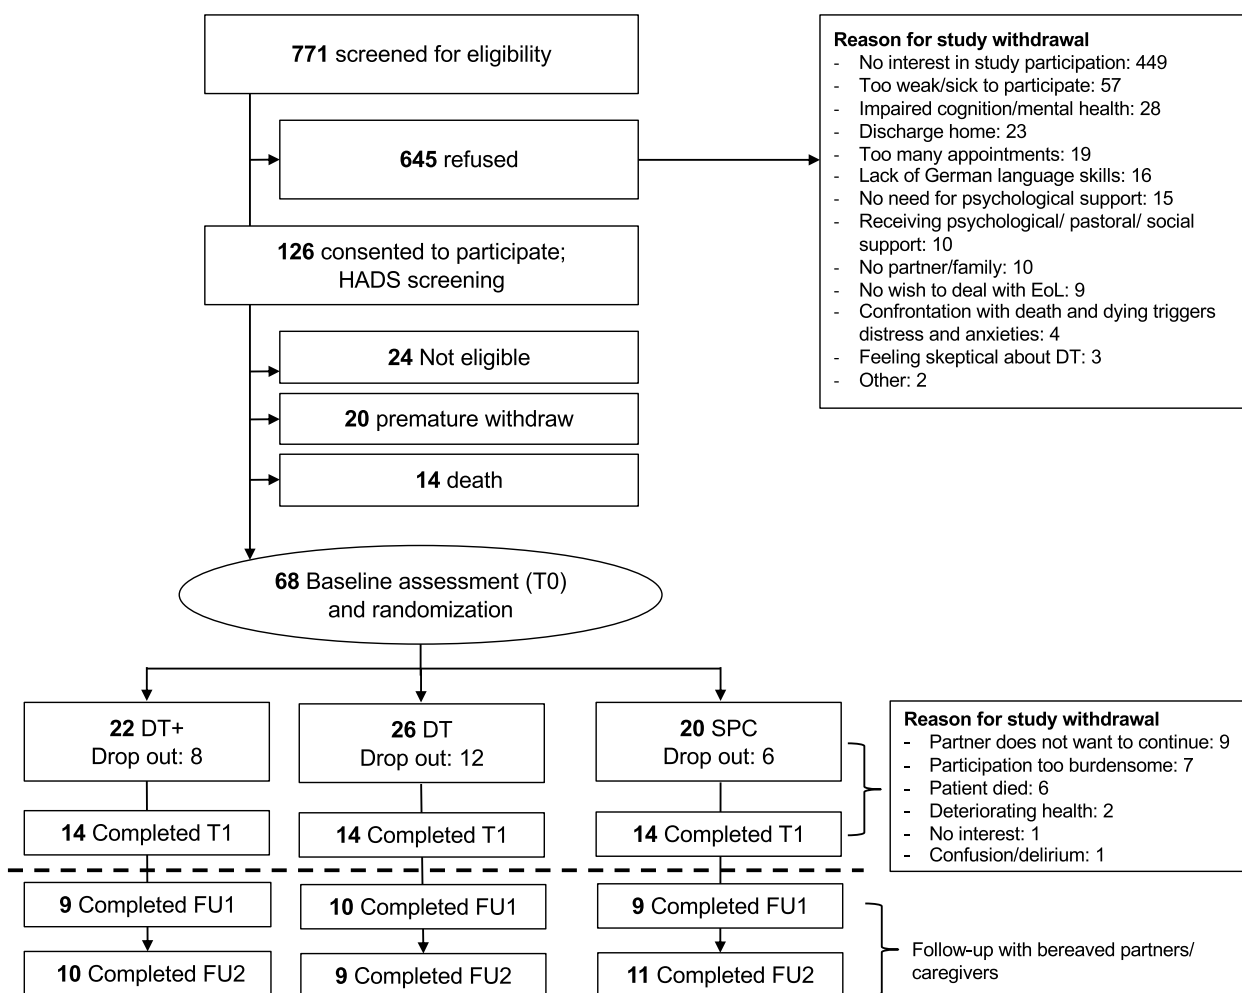 771 screened for eligibility
645 refused
Reason for study withdrawal
- No interest in study participation: 449
- Too weak/sick to participate: 57
- Impaired cognition/mental health: 28
- Discharge home: 23
- Too many appointments: 19
- Lack of German language skills: 16
- No need for psychological support: 15
- Receiving psychological/ pastoral/ social
support: 10
- No partner/family: 10
- No wish to deal with EoL: 9
- Confrontation with death and dying triggers
distress and anxieties: 4
- Feeling skeptical about DT: 3
- Other: 2
126 consented to participate;
HADS screening
24 Not eligible
20 premature withdraw
14 death
68 Baseline assessment (T0)
and randomization
22 DT+
Drop out: 8
26 DT
Drop out: 12
20 SPC
Drop out: 6
Reason for study withdrawal
- Partner does not want to continue: 9
- Participation too burdensome: 7
- Patient died: 6
- Deteriorating health: 2
- No interest: 1
- Confusion/delirium: 1
14 Completed T1
14 Completed T1
14 Completed T1
9 Completed FU1
10 Completed FU1
9 Completed FU1
10 Completed FU2
9 Completed FU2
11 Completed FU2
Follow-up with bereaved partners/
caregivers